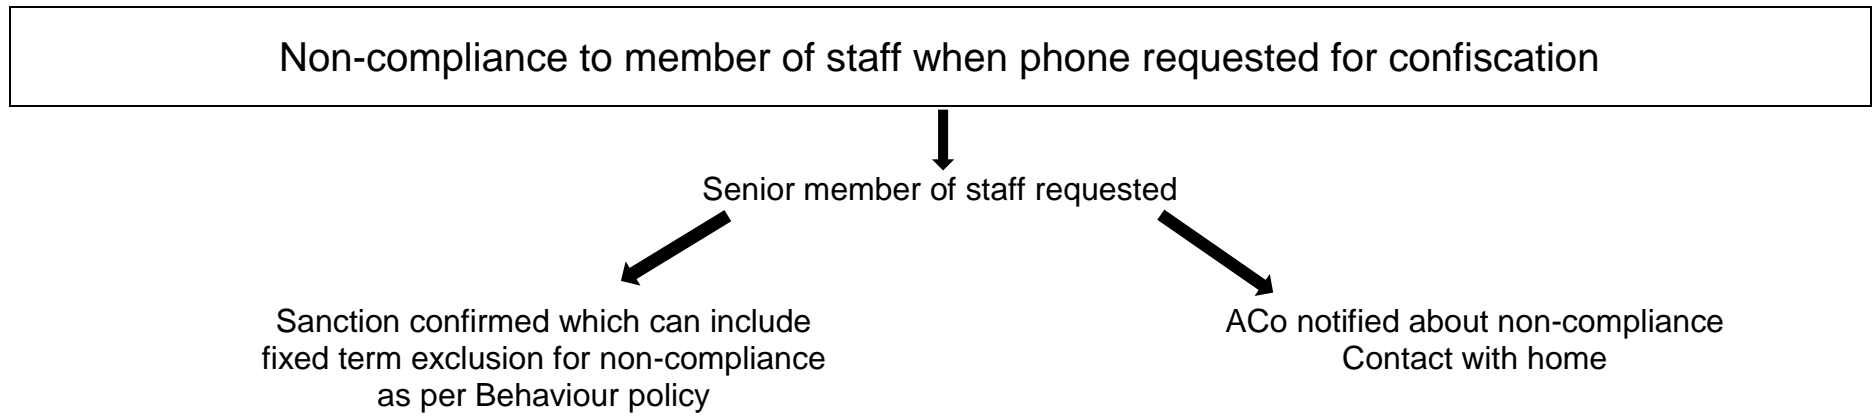 Non-compliance to member of staff when phone requested for confiscation
Senior member of staff requested
Sanction confirmed which can include
fixed term exclusion for non-compliance
as per Behaviour policy
ACo notified about non-compliance
Contact with home